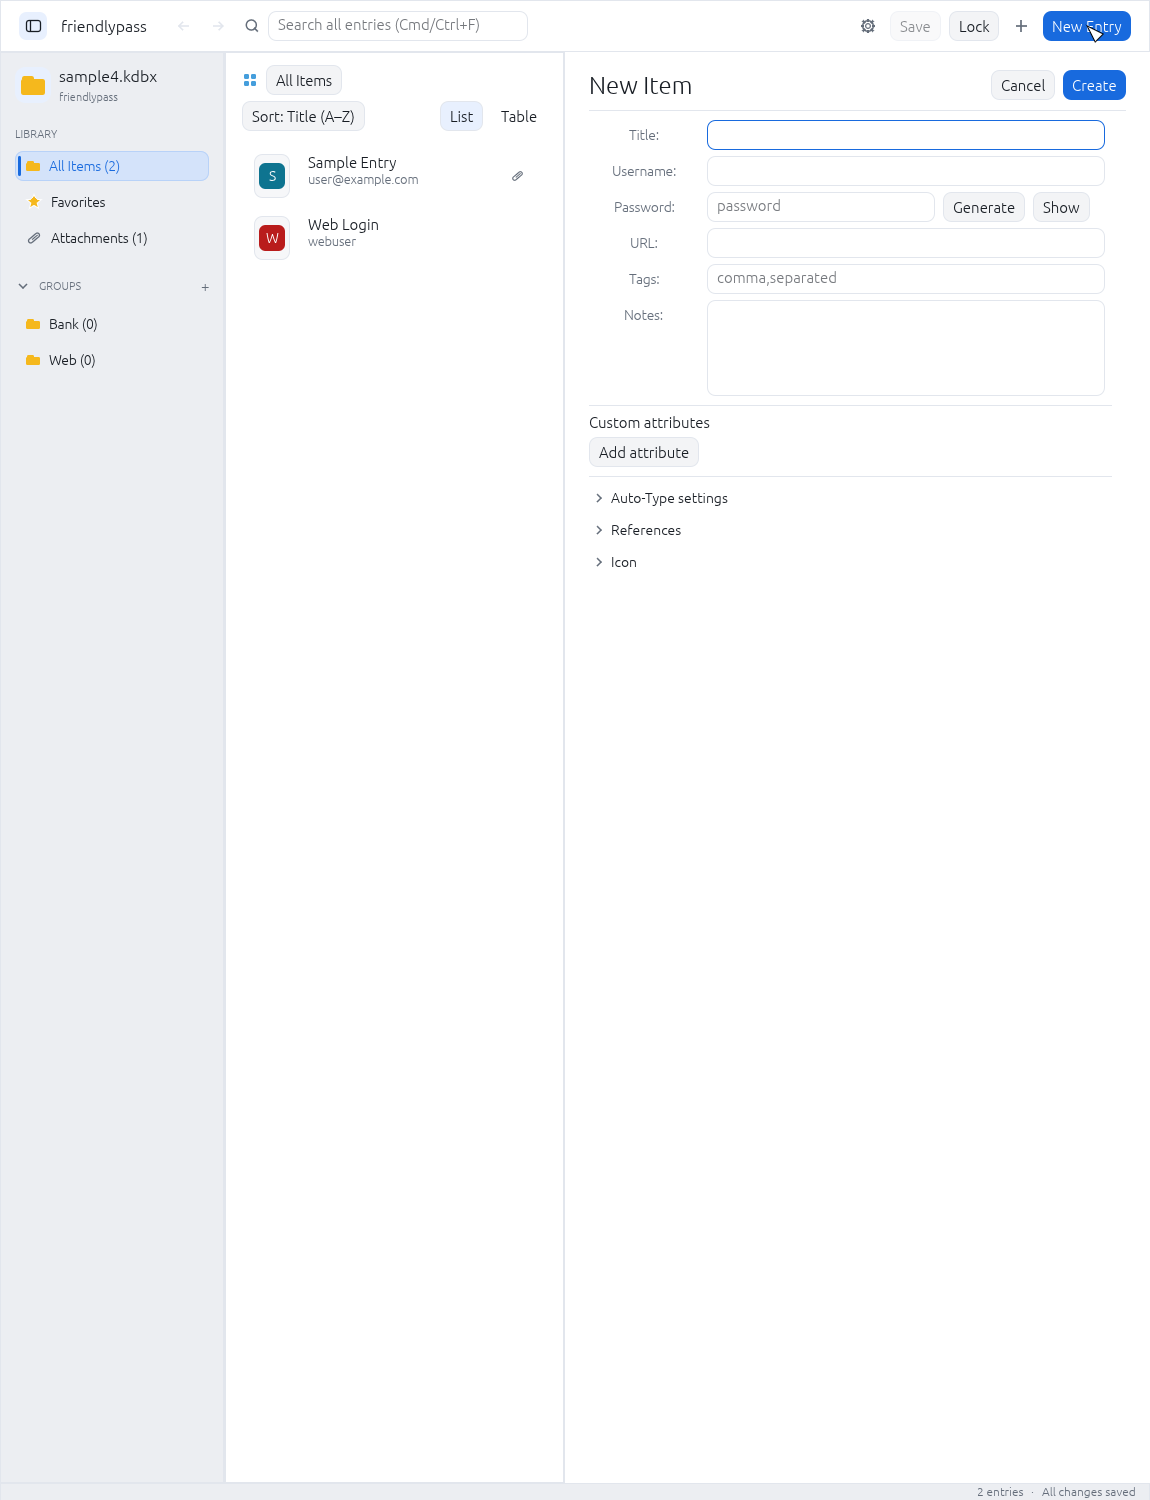 friendlypass
Search all entries (Cmd/Ctrl+F)
Save
Lock
New Entry
sample4.kdbx
friendlypass
LIBRARY
All Items (2)
Favorites
Attachments (1)
GROUPS
+
Bank (0)
Web (0)
All Items
Sort: Title (A–Z)
List
Table
S
Sample Entry
user@example.com
W
Web Login
webuser
New Item
Cancel
Create
Title:
Username:
Password:
password
Generate
Show
URL:
Tags:
comma,separated
Notes:
Custom attributes
Add attribute
Auto-Type settings
References
Icon
2 entries · All changes saved